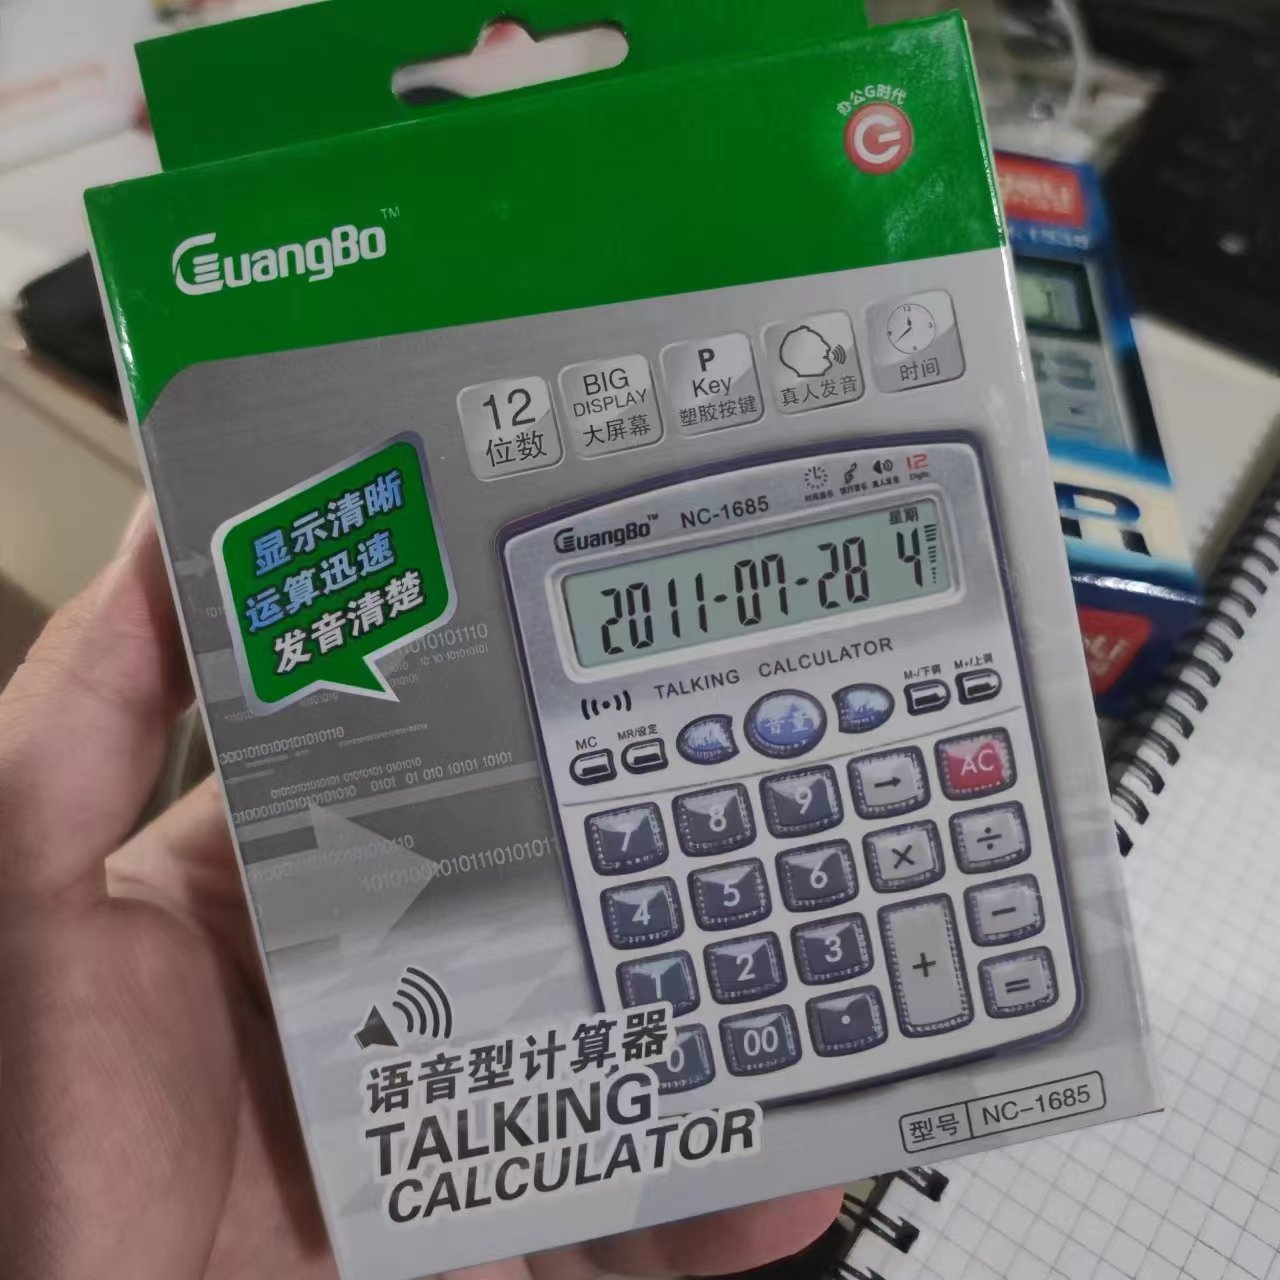 办公G时代
GuangBo™
12
位数
BIG
DISPLAY
大屏幕
P
Key
塑胶按键
真人发音
时间
显示清晰
运算迅速
发音清楚
GuangBo™ NC-1685
12
Digits
星期
2011-07-28 4
TALKING CALCULATOR
MC MR/设定 音量 M-/下调 M+/上调
7 8 9 → AC
4 5 6 × ÷
1 2 3 + −
0 00 · =
语音型计算器
TALKING
CALCULATOR
型号 NC-1685